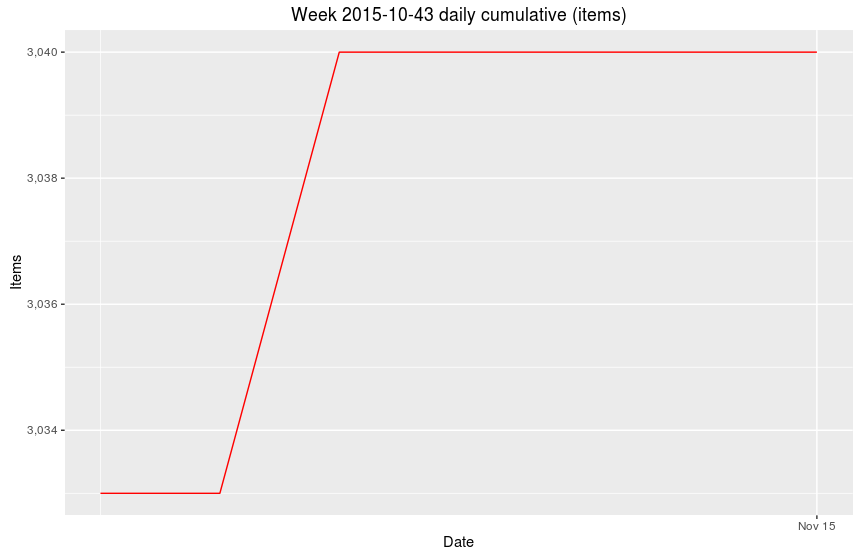 Week 2015-10-43 daily cumulative (items)
3,040
3,038
3,036
3,034
Items
Nov 15
Date